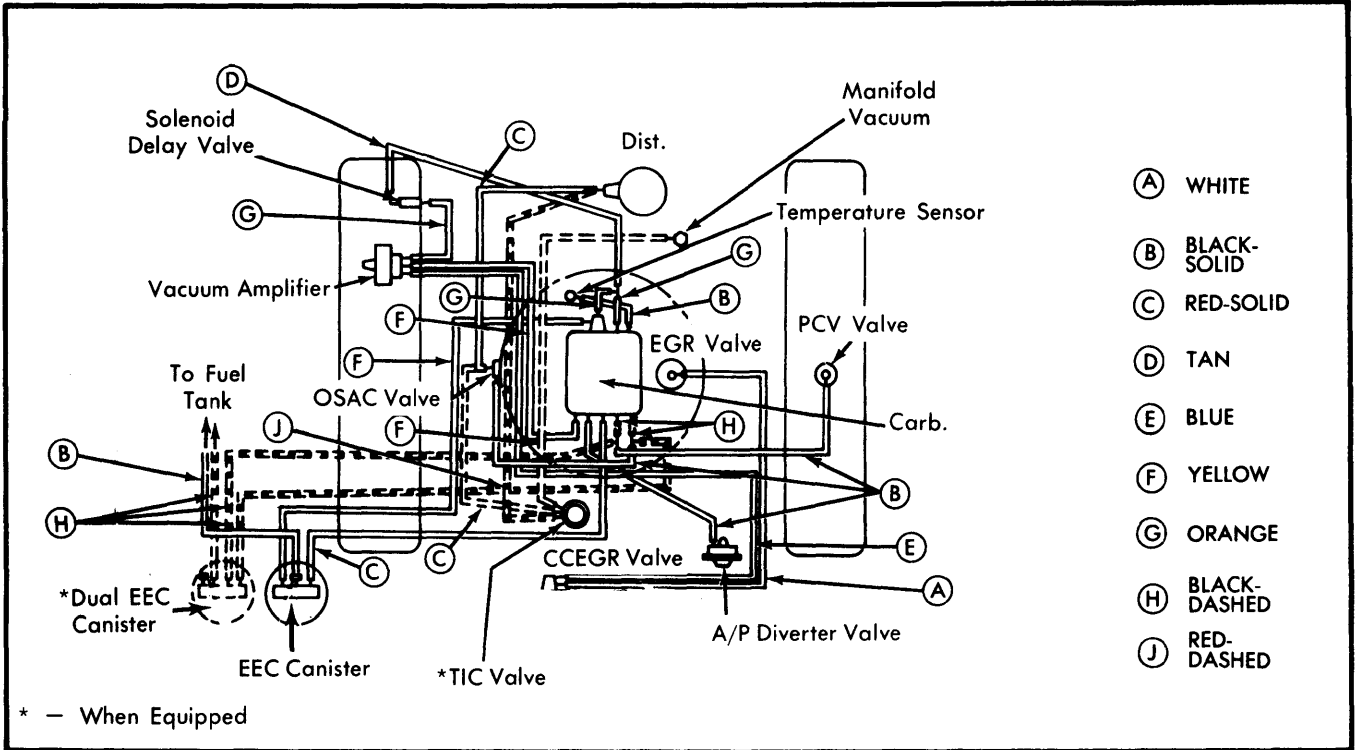 D
Solenoid
Delay Valve
C
Dist.
Manifold
Vacuum
G
Temperature Sensor
G
Vacuum Amplifier
G
B
F
PCV Valve
EGR Valve
F
To Fuel
Tank
OSAC Valve
Carb.
J
F
H
B
B
H
C
C
CCEGR Valve
E
A
*Dual EEC
Canister
A/P Diverter Valve
EEC Canister
*TIC Valve
* – When Equipped
A WHITE
B BLACK-
SOLID
C RED-SOLID
D TAN
E BLUE
F YELLOW
G ORANGE
H BLACK-
DASHED
J RED-
DASHED